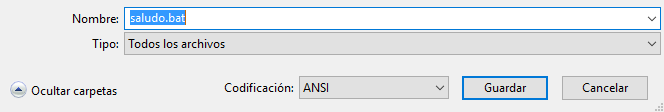 Nombre: saludo.bat
Tipo: Todos los archivos
Ocultar carpetas Codificación: ANSI Guardar Cancelar